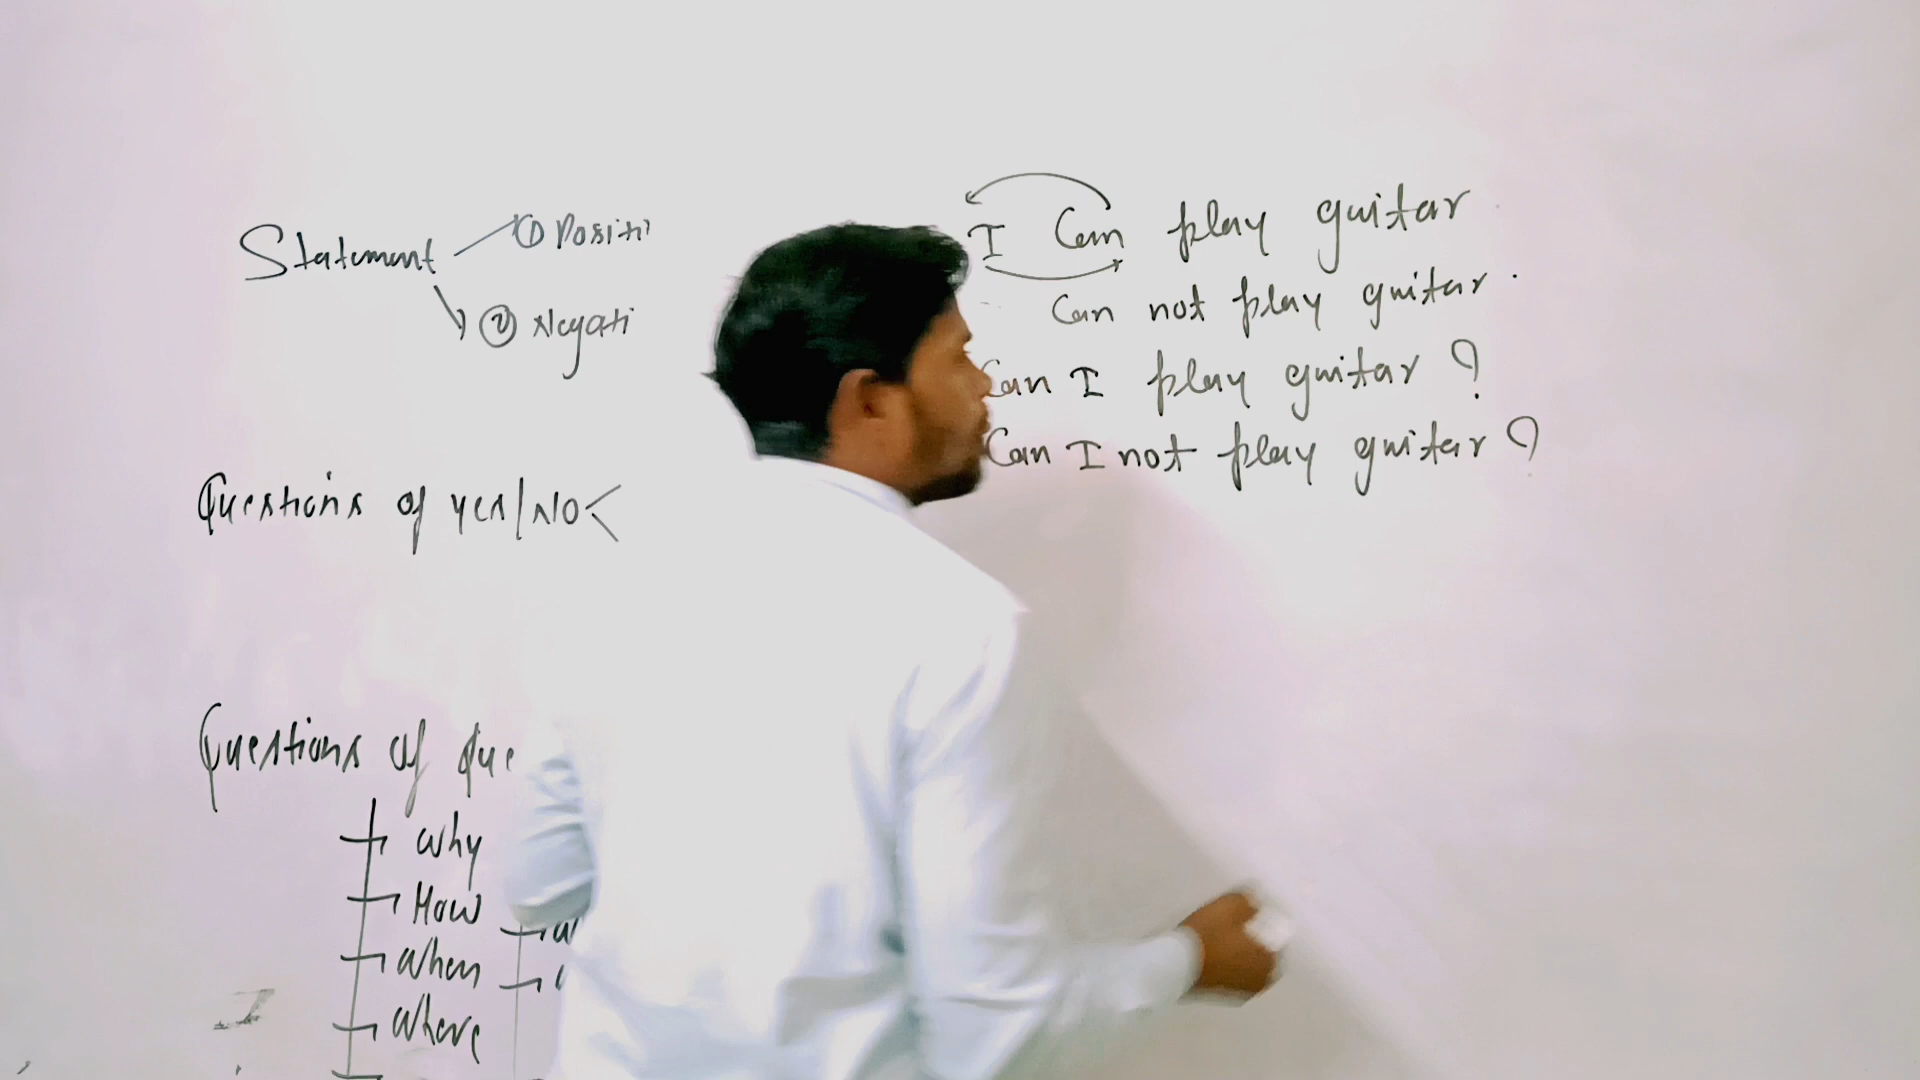 Statement
① Positi
② Negati
Questions of yes/NO
Questions of Que
Why
How
When
Where
I Can play guitar
Can not play guitar.
Can I play guitar?
Can I not play guitar?